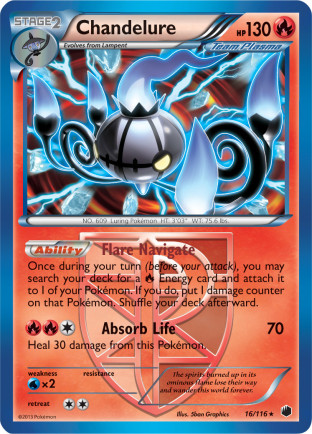 STAGE2
Chandelure
HP130
Evolves from Lampent
Team Plasma
NO. 609 Luring Pokémon HT: 3'03" WT: 75.6 lbs.
Ability Flare Navigate
Once during your turn (before your attack), you may
search your deck for a Energy card and attach it
to 1 of your Pokémon. If you do, put 1 damage counter
on that Pokémon. Shuffle your deck afterward.
Absorb Life 70
Heal 30 damage from this Pokémon.
weakness resistance
×2
retreat
The spirits burned up in its
ominous flame lose their way
and wander this world forever.
©2013 Pokémon
Illus. 5ban Graphics 16/116 ★